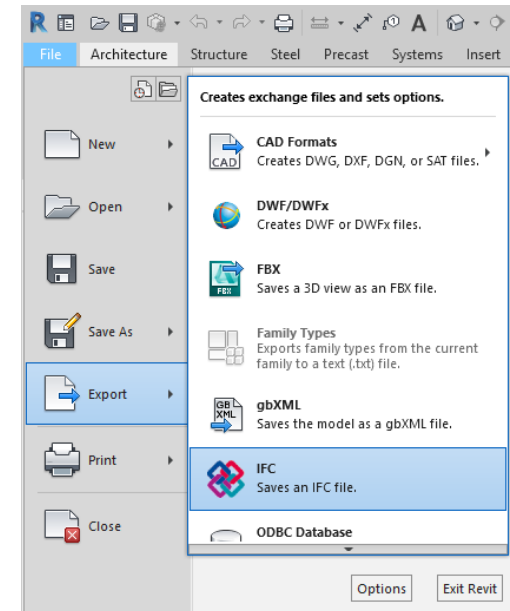 R A
File Architecture Structure Steel Precast Systems Insert
Creates exchange files and sets options.
New
Open
Save
Save As
Export
Print
Close
CAD
CAD Formats
Creates DWG, DXF, DGN, or SAT files.
DWF/DWFx
Creates DWF or DWFx files.
FBX
FBX
Saves a 3D view as an FBX file.
Family Types
Exports family types from the current
family to a text (.txt) file.
GB
XML
gbXML
Saves the model as a gbXML file.
IFC
Saves an IFC file.
ODBC Database
Options Exit Revit